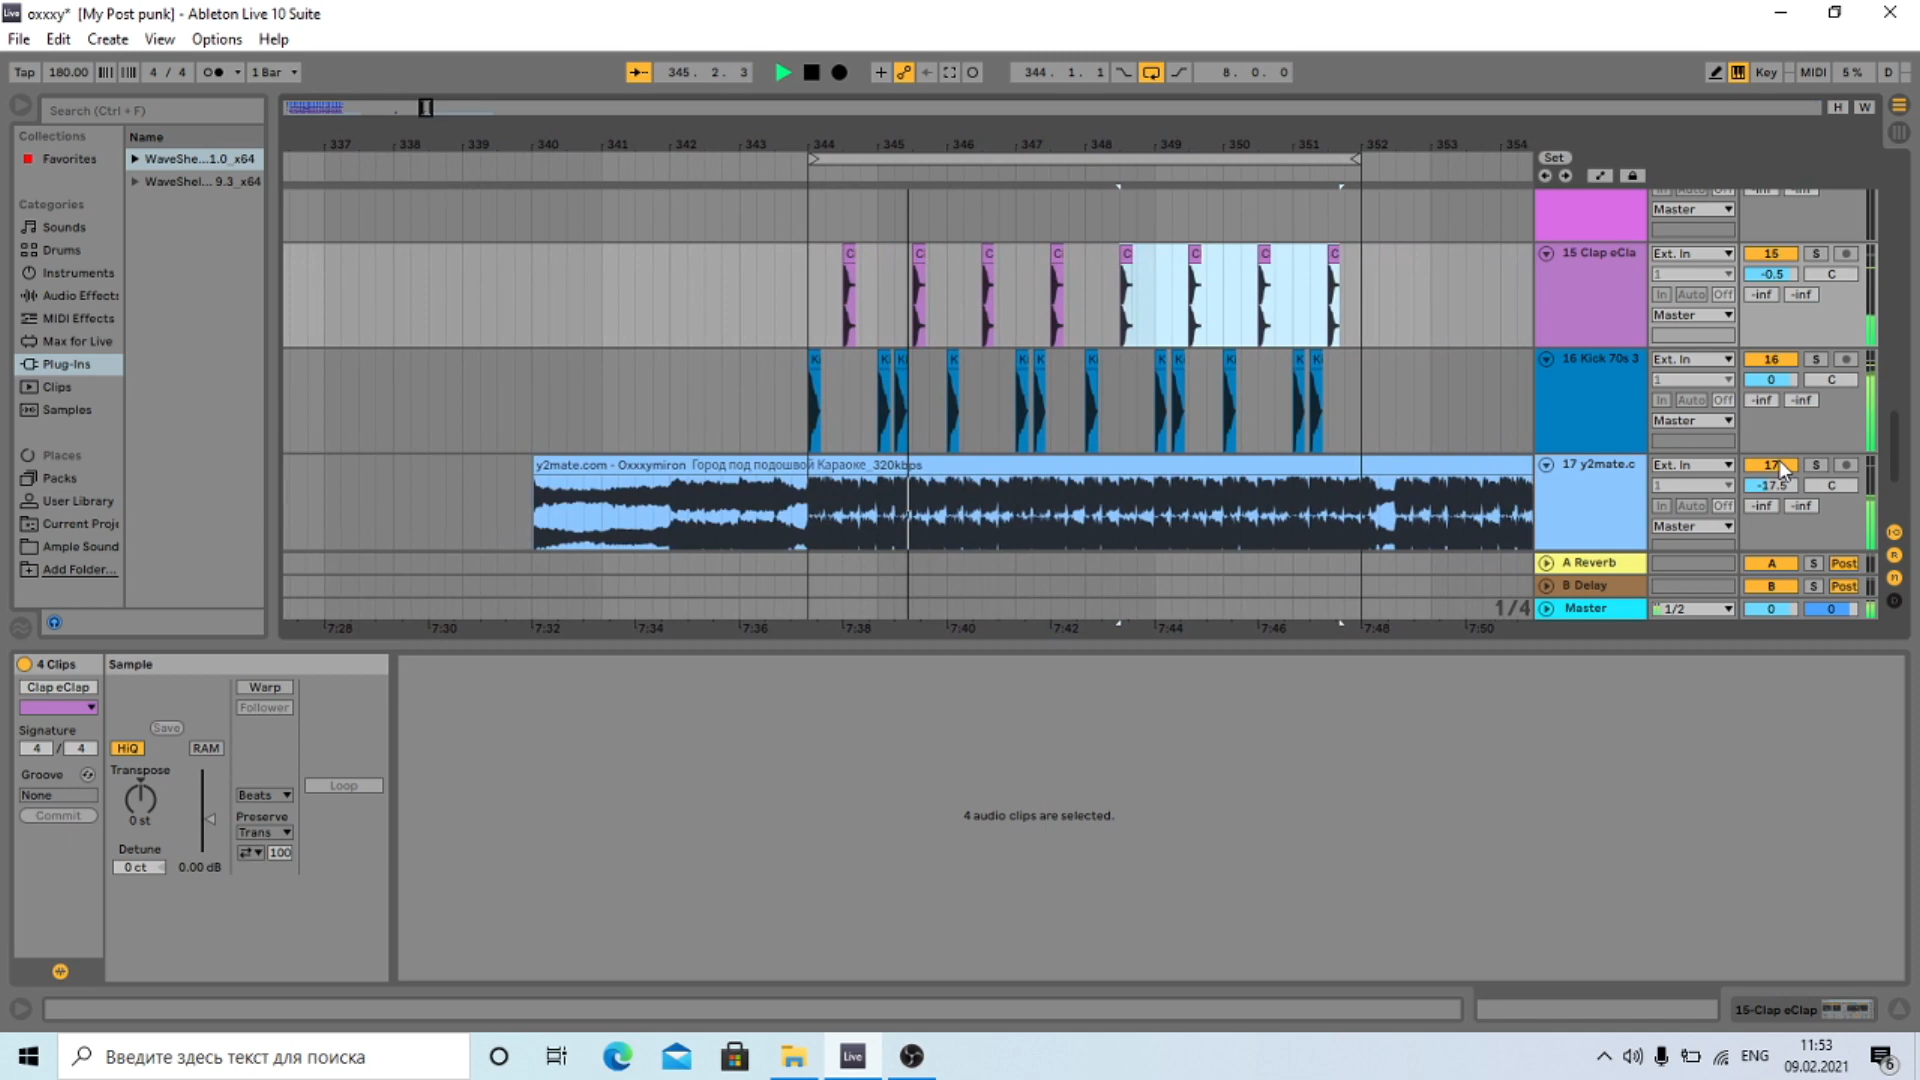 oxxxy* [My Post punk] - Ableton Live 10 Suite
File Edit Create View Options Help
Tap 180.00 4 / 4 1 Bar 345. 2. 3 344. 1. 1 8. 0. 0 Key MIDI 5 % D
Search (Ctrl + F)
H W
Collections
Favorites
Name
WaveShe...1.0_x64
WaveShel... 9.3_x64
Categories
Sounds
Drums
Instruments
Audio Effects
MIDI Effects
Max for Live
Plug-Ins
Clips
Samples
Places
Packs
User Library
Current Proje
Ample Sound
Add Folder...
337 338 339 340 341 342 343 344 345 346 347 348 349 350 351 352 353 354
Set
Master
15 Clap eCla Ext. In 15 S
1 -0.5 C
In Auto Off -inf -inf
Master
16 Kick 70s 3 Ext. In 16 S
1 0 C
In Auto Off -inf -inf
Master
y2mate.com - Oxxxymiron Город под подошвой Караоке_320kbps
17 y2mate.c Ext. In 17 S
1 -17.5 C
In Auto Off -inf -inf
Master
A Reverb A S Post
B Delay B S Post
1/4 Master 1/2 0 0
7:28 7:30 7:32 7:34 7:36 7:38 7:40 7:42 7:44 7:46 7:48 7:50
4 Clips
Clap eClap
Signature
4 / 4
Groove
None
Commit
Sample
Save
HiQ RAM
Transpose
0 st
Detune
0 ct 0.00 dB
Warp
Follower
Beats
Preserve
Trans
100
Loop
4 audio clips are selected.
15-Clap eClap
Введите здесь текст для поиска
Live
ENG
11:53
09.02.2021
6